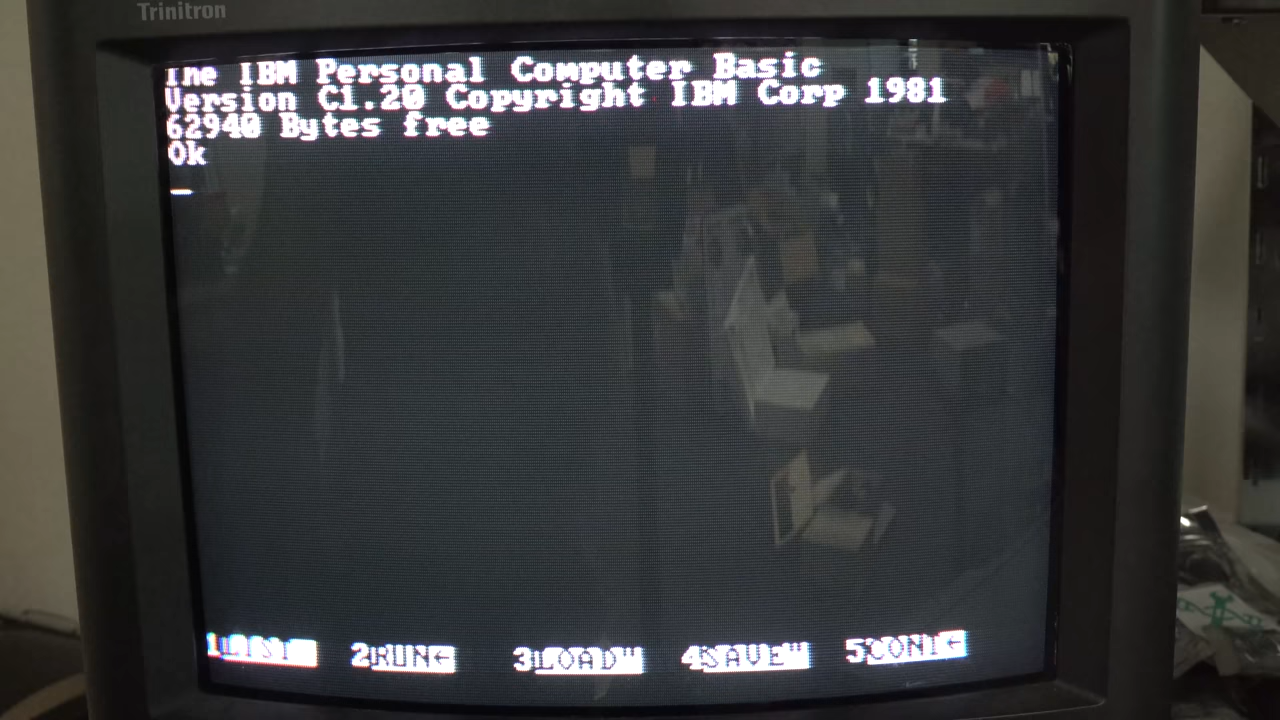 Trinitron
The IBM Personal Computer Basic
Version C1.20 Copyright IBM Corp 1981
62940 Bytes free
Ok
1LIST 2RUN← 3LOAD" 4SAVE" 5CONT←